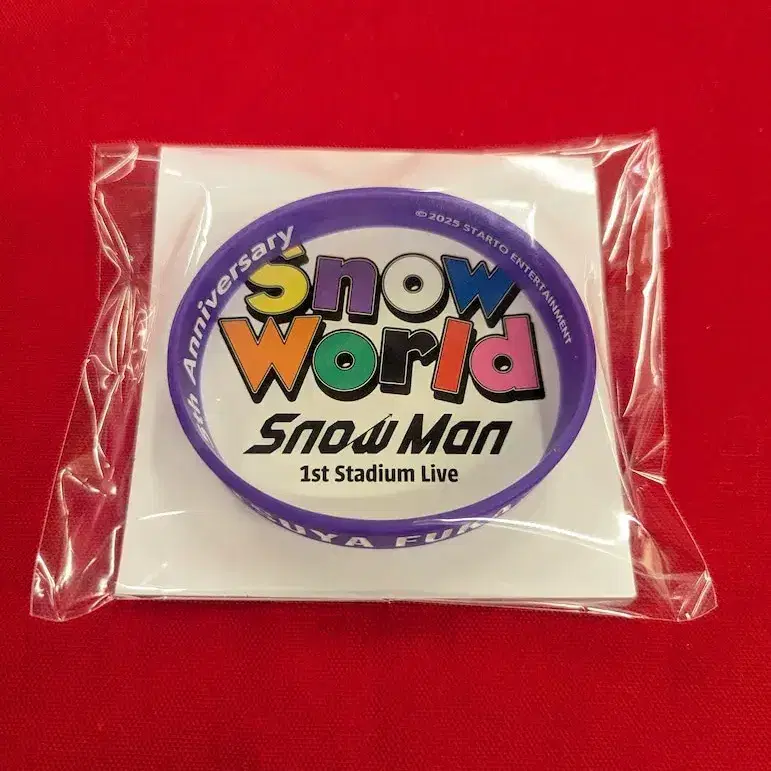 Snow
World
Snow Man
1st Stadium Live
Anniversary
©2025 STARTO ENTERTAINMENT